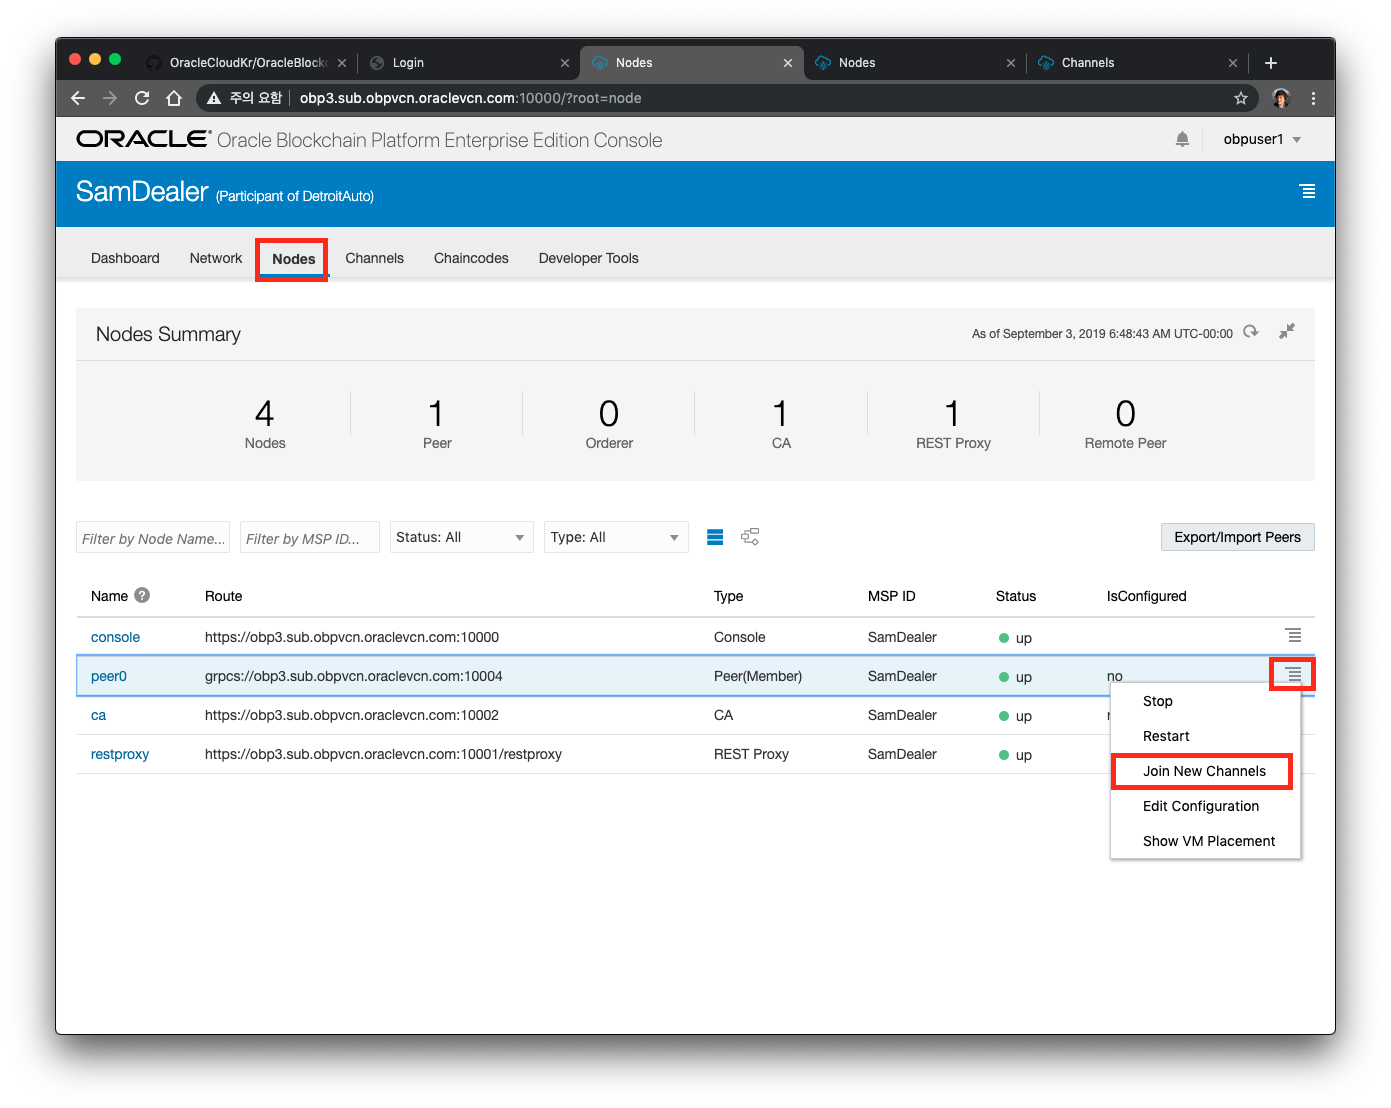 OracleCloudKr/OracleBlock
Login
Nodes
Nodes
Channels
주의 요함
obp3.sub.obpvcn.oraclevcn.com:10000/?root=node
ORACLE® Oracle Blockchain Platform Enterprise Edition Console
obpuser1
SamDealer (Participant of DetroitAuto)
Dashboard Network Nodes Channels Chaincodes Developer Tools
Nodes Summary
As of September 3, 2019 6:48:43 AM UTC-00:00
4 1 0 1 1 0
Nodes Peer Orderer CA REST Proxy Remote Peer
Filter by Node Name... Filter by MSP ID... Status: All Type: All Export/Import Peers
Name ? Route Type MSP ID Status IsConfigured
console https://obp3.sub.obpvcn.oraclevcn.com:10000 Console SamDealer up
peer0 grpcs://obp3.sub.obpvcn.oraclevcn.com:10004 Peer(Member) SamDealer up no
ca https://obp3.sub.obpvcn.oraclevcn.com:10002 CA SamDealer up
restproxy https://obp3.sub.obpvcn.oraclevcn.com:10001/restproxy REST Proxy SamDealer up
Stop
Restart
Join New Channels
Edit Configuration
Show VM Placement